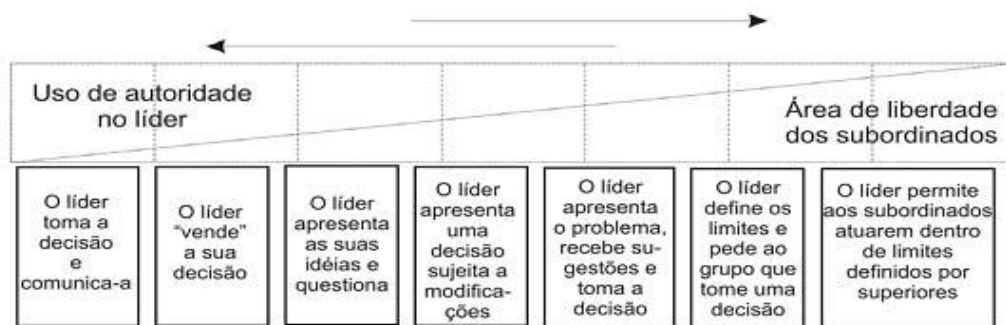 Uso de autoridade
no líder
Área de liberdade
dos subordinados
O líder
toma a
decisão
e
comunica-a
O líder
“vende”
a sua
decisão
O líder
apresenta
as suas
idéias e
questiona
O líder
apresenta
uma
decisão
sujeita a
modifica-
ções
O líder
apresenta
o problema,
recebe su-
gestões e
toma a
decisão
O líder
define os
limites e
pede ao
grupo que
tome uma
decisão
O líder permite
aos subordinados
atuarem dentro
de limites
definidos por
superiores